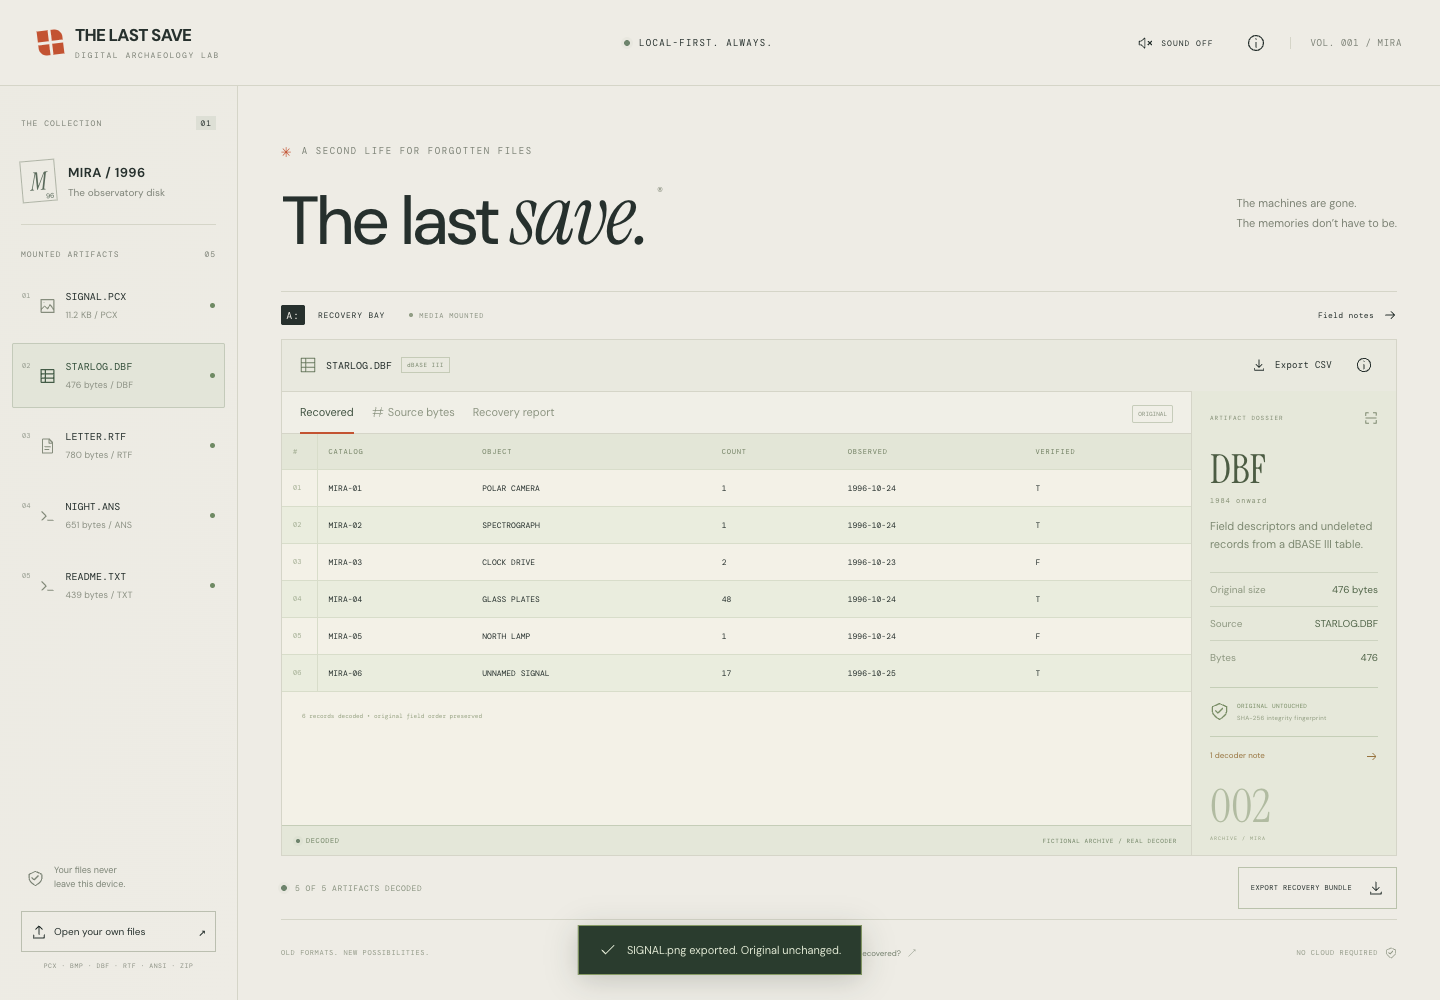 THE LAST SAVE
DIGITAL ARCHAEOLOGY LAB
LOCAL-FIRST. ALWAYS.
SOUND OFF
VOL. 001 / MIRA
THE COLLECTION
01
M
96
MIRA / 1996
The observatory disk
MOUNTED ARTIFACTS
05
01
SIGNAL.PCX
11.2 KB / PCX
02
STARLOG.DBF
476 bytes / DBF
03
LETTER.RTF
780 bytes / RTF
04
NIGHT.ANS
651 bytes / ANS
05
README.TXT
439 bytes / TXT
Your files never
leave this device.
Open your own files ↗
PCX · BMP · DBF · RTF · ANSI · ZIP
A SECOND LIFE FOR FORGOTTEN FILES
The last save.®
The machines are gone.
The memories don’t have to be.
A: RECOVERY BAY
MEDIA MOUNTED
Field notes →
STARLOG.DBF
dBASE III
Export CSV
Recovered
# Source bytes
Recovery report
ORIGINAL
# CATALOG OBJECT COUNT OBSERVED VERIFIED
01 MIRA-01 POLAR CAMERA 1 1996-10-24 T
02 MIRA-02 SPECTROGRAPH 1 1996-10-24 T
03 MIRA-03 CLOCK DRIVE 2 1996-10-23 F
04 MIRA-04 GLASS PLATES 48 1996-10-24 T
05 MIRA-05 NORTH LAMP 1 1996-10-24 F
06 MIRA-06 UNNAMED SIGNAL 17 1996-10-25 T
6 records decoded • original field order preserved
DECODED
FICTIONAL ARCHIVE / REAL DECODER
ARTIFACT DOSSIER
DBF
1984 onward
Field descriptors and undeleted
records from a dBASE III table.
Original size 476 bytes
Source STARLOG.DBF
Bytes 476
ORIGINAL UNTOUCHED
SHA-256 integrity fingerprint
1 decoder note →
002
ARCHIVE / MIRA
5 OF 5 ARTIFACTS DECODED
EXPORT RECOVERY BUNDLE
OLD FORMATS. NEW POSSIBILITIES.
SIGNAL.png exported. Original unchanged.
ecovered? ↗
NO CLOUD REQUIRED